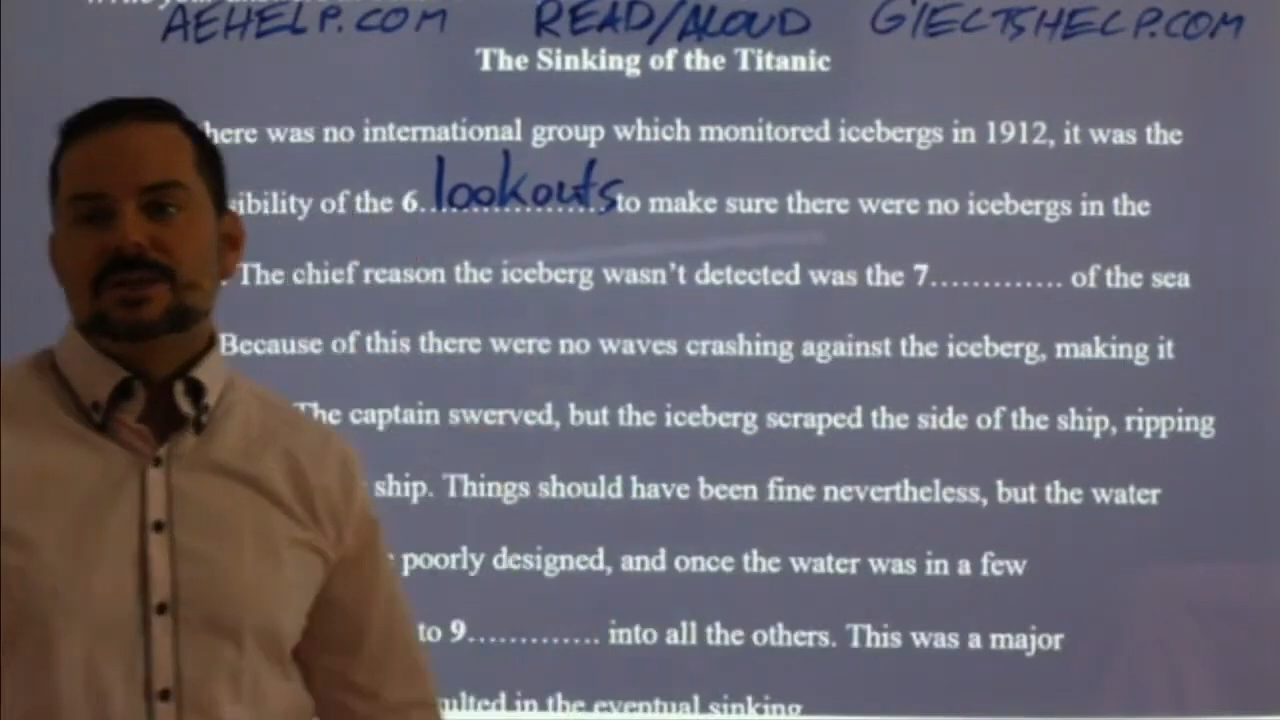 AEHELP.COM READ/ALOUD GIELTSHELP.COM
The Sinking of the Titanic
here was no international group which monitored icebergs in 1912, it was the
sibility of the 6..lookouts..to make sure there were no icebergs in the
The chief reason the iceberg wasn't detected was the 7............. of the sea
Because of this there were no waves crashing against the iceberg, making it
The captain swerved, but the iceberg scraped the side of the ship, ripping
ship. Things should have been fine nevertheless, but the water
poorly designed, and once the water was in a few
to 9............. into all the others. This was a major
ulted in the eventual sinking